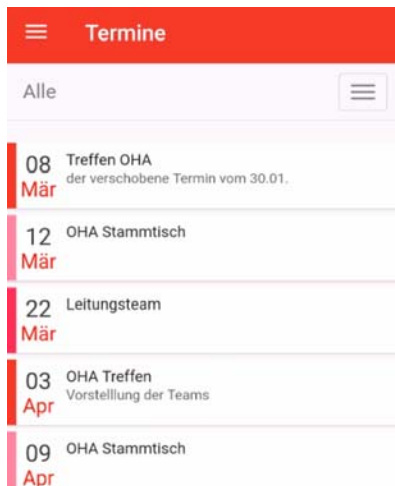 Termine
Alle
08 Treffen OHA
Mär der verschobene Termin vom 30.01.
12 OHA Stammtisch
Mär
22 Leitungsteam
Mär
03 OHA Treffen
Apr Vorstelllung der Teams
09 OHA Stammtisch
Apr